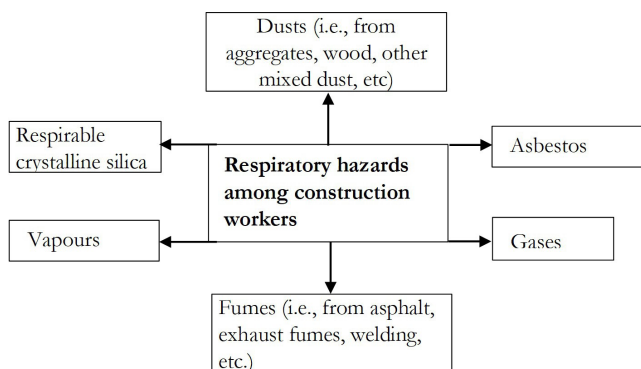 Dusts (i.e., from
aggregates, wood, other
mixed dust, etc)
Respirable
crystalline silica
Respiratory hazards
among construction
workers
Asbestos
Vapours
Gases
Fumes (i.e., from asphalt,
exhaust fumes, welding,
etc.)